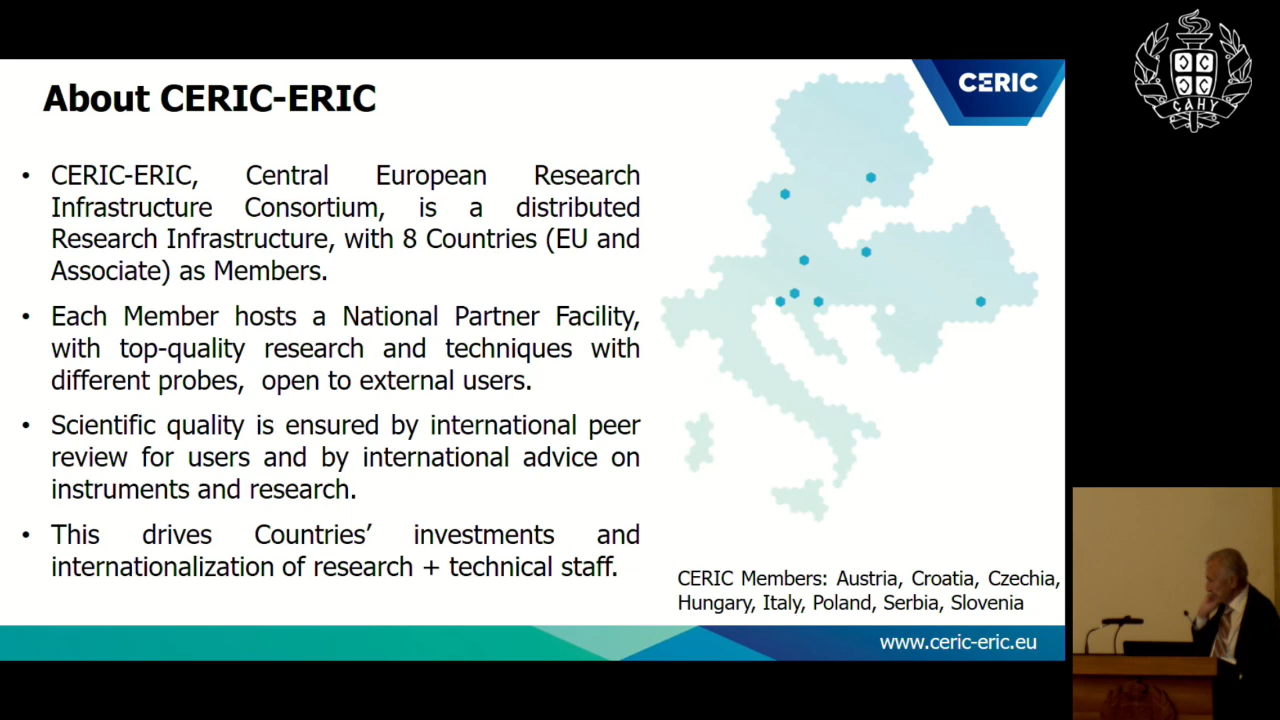 About CERIC-ERIC
CERIC
• CERIC-ERIC, Central European Research
Infrastructure Consortium, is a distributed
Research Infrastructure, with 8 Countries (EU and
Associate) as Members.
• Each Member hosts a National Partner Facility,
with top-quality research and techniques with
different probes, open to external users.
• Scientific quality is ensured by international peer
review for users and by international advice on
instruments and research.
• This drives Countries’ investments and
internationalization of research + technical staff.
CERIC Members: Austria, Croatia, Czechia,
Hungary, Italy, Poland, Serbia, Slovenia
www.ceric-eric.eu
САНУ